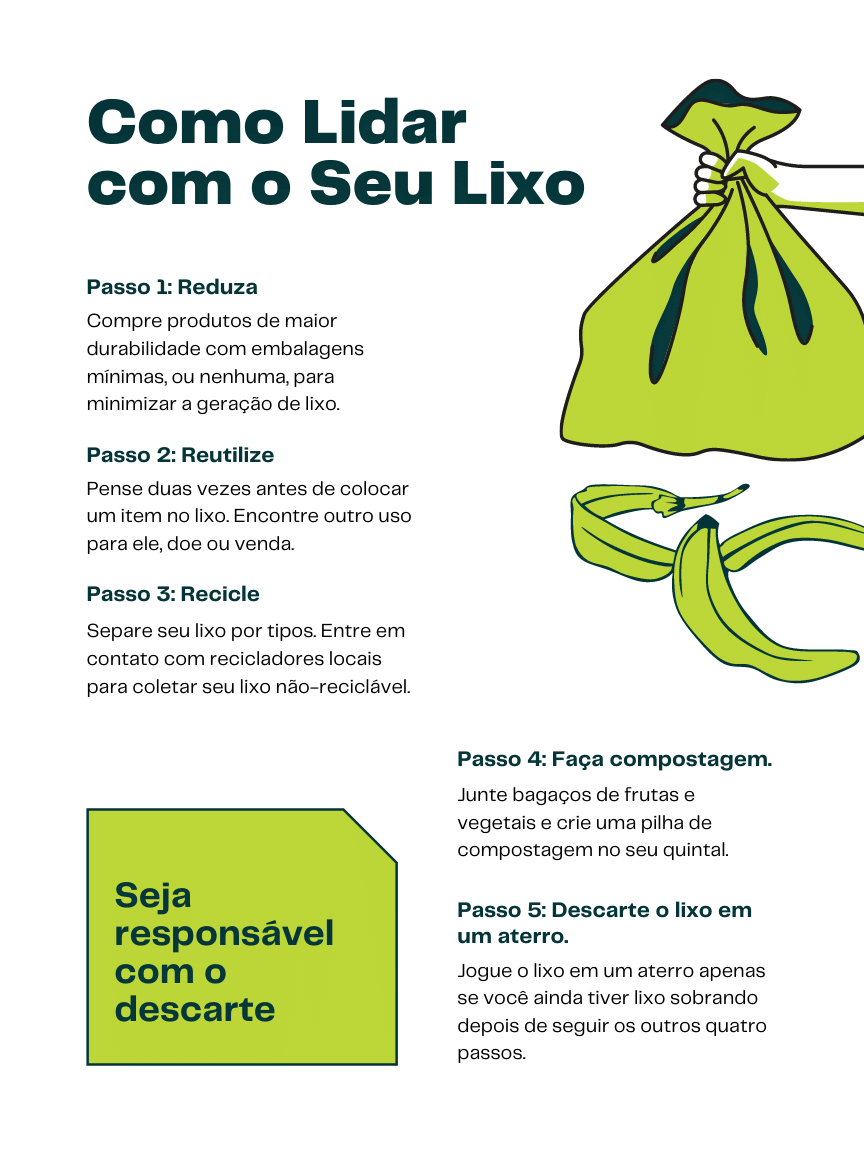 Como Lidar
com o Seu Lixo
Passo 1: Reduza
Compre produtos de maior
durabilidade com embalagens
mínimas, ou nenhuma, para
minimizar a geração de lixo.
Passo 2: Reutilize
Pense duas vezes antes de colocar
um item no lixo. Encontre outro uso
para ele, doe ou venda.
Passo 3: Recicle
Separe seu lixo por tipos. Entre em
contato com recicladores locais
para coletar seu lixo não-reciclável.
Passo 4: Faça compostagem.
Junte bagaços de frutas e
vegetais e crie uma pilha de
compostagem no seu quintal.
Passo 5: Descarte o lixo em
um aterro.
Jogue o lixo em um aterro apenas
se você ainda tiver lixo sobrando
depois de seguir os outros quatro
passos.
Seja
responsável
com o
descarte